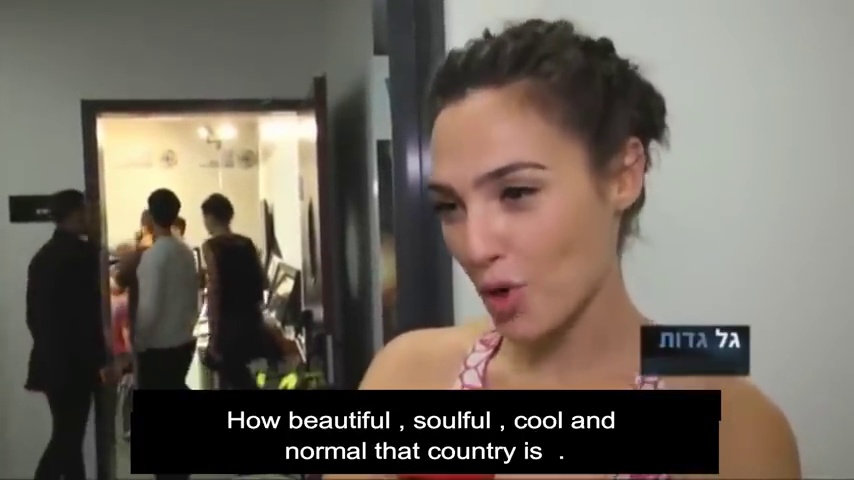 גל גדות
How beautiful , soulful , cool and
normal that country is .